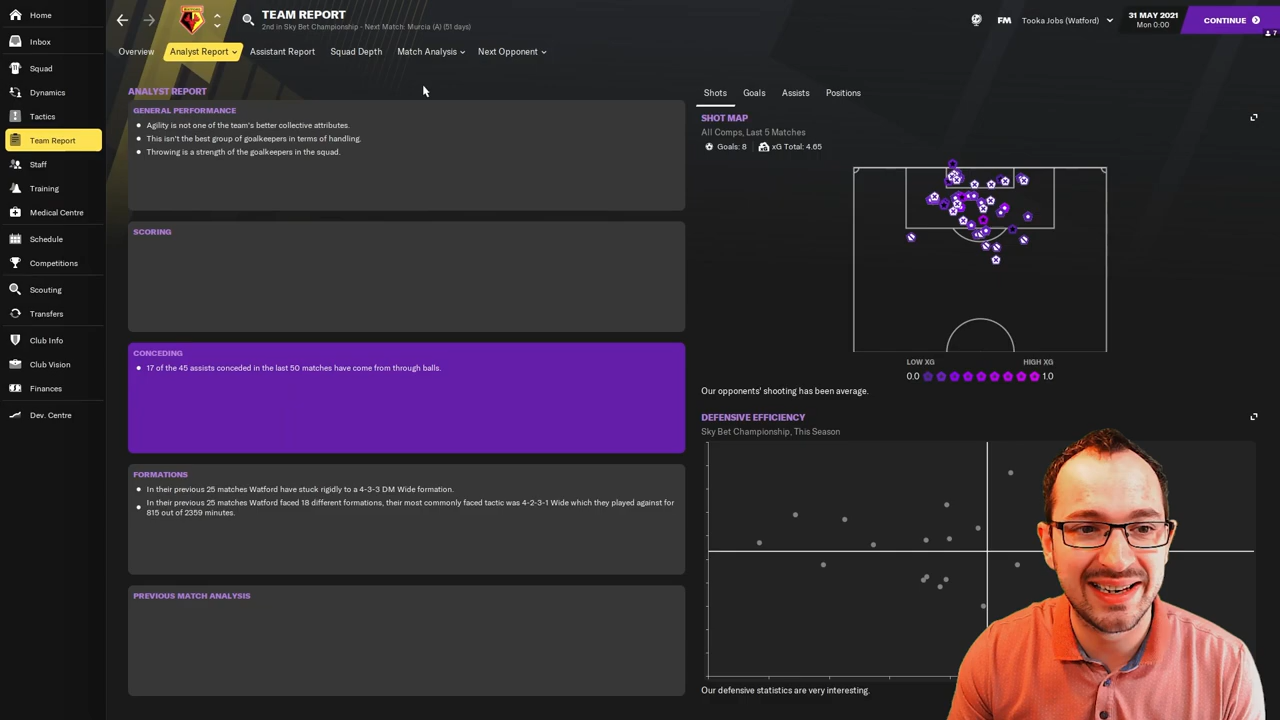 Home
Inbox
Squad
Dynamics
Tactics
Team Report
Staff
Training
Medical Centre
Schedule
Competitions
Scouting
Transfers
Club Info
Club Vision
Finances
Dev. Centre
TEAM REPORT
2nd in Sky Bet Championship - Next Match: Murcia (A) (51 days)
FM
Tooka Jobs (Watford)
31 MAY 2021
Mon 0:00
CONTINUE
7
Overview
Analyst Report
Assistant Report
Squad Depth
Match Analysis
Next Opponent
ANALYST REPORT
GENERAL PERFORMANCE
Agility is not one of the team's better collective attributes.
This isn't the best group of goalkeepers in terms of handling.
Throwing is a strength of the goalkeepers in the squad.
SCORING
CONCEDING
17 of the 45 assists conceded in the last 50 matches have come from through balls.
FORMATIONS
In their previous 25 matches Watford have stuck rigidly to a 4-3-3 DM Wide formation.
In their previous 25 matches Watford faced 18 different formations, their most commonly faced tactic was 4-2-3-1 Wide which they played against for
815 out of 2359 minutes.
PREVIOUS MATCH ANALYSIS
Shots
Goals
Assists
Positions
SHOT MAP
All Comps, Last 5 Matches
Goals: 8
xG Total: 4.65
LOW XG
HIGH XG
0.0
1.0
Our opponents' shooting has been average.
DEFENSIVE EFFICIENCY
Sky Bet Championship, This Season
Our defensive statistics are very interesting.